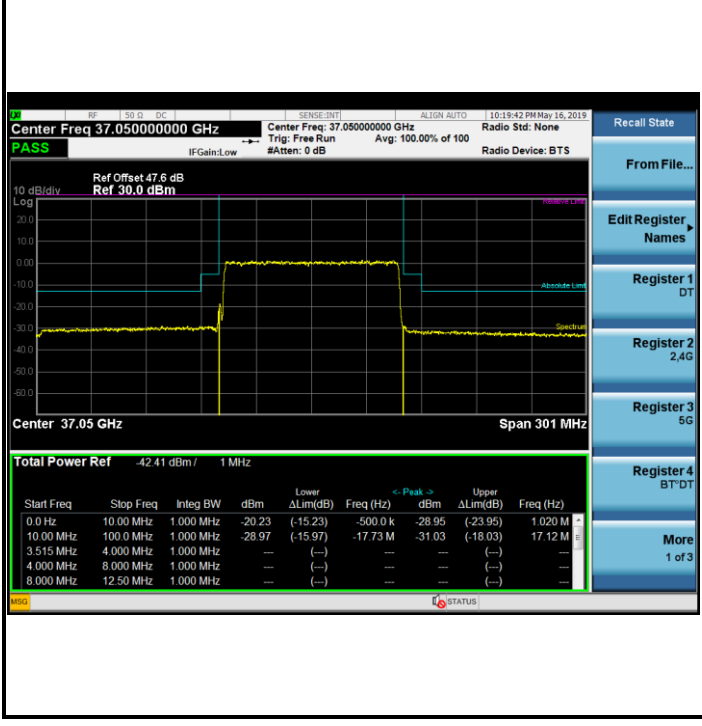 RF 50 Ω DC SENSE:INT ALIGN AUTO 10:19:42 PM May 16, 2019
Center Freq 37.050000000 GHz
Center Freq: 37.050000000 GHz
Radio Std: None
PASS
Trig: Free Run Avg: 100.00% of 100
IFGain:Low
#Atten: 0 dB
Radio Device: BTS
Ref Offset 47.6 dB
10 dB/div Ref 30.0 dBm
Log
Relative Limit
20.0
10.0
0.00
-10.0
Absolute Limit
-20.0
-30.0
Spectrum
-40.0
-50.0
-60.0
Center 37.05 GHz
Span 301 MHz
Total Power Ref -42.41 dBm / 1 MHz
Lower <- Peak -> Upper
Start Freq Stop Freq Integ BW dBm ΔLim(dB) Freq (Hz) dBm ΔLim(dB) Freq (Hz)
0.0 Hz 10.00 MHz 1.000 MHz -20.23 (-15.23) -500.0 k -28.95 (-23.95) 1.020 M
10.00 MHz 100.0 MHz 1.000 MHz -28.97 (-15.97) -17.73 M -31.03 (-18.03) 17.12 M
3.515 MHz 4.000 MHz 1.000 MHz --- (---) --- --- (---) ---
4.000 MHz 8.000 MHz 1.000 MHz --- (---) --- --- (---) ---
8.000 MHz 12.50 MHz 1.000 MHz --- (---) --- --- (---) ---
MSG
STATUS
Recall State
From File...
Edit Register
Names
Register 1
DT
Register 2
2,4G
Register 3
5G
Register 4
BT°DT
More
1 of 3